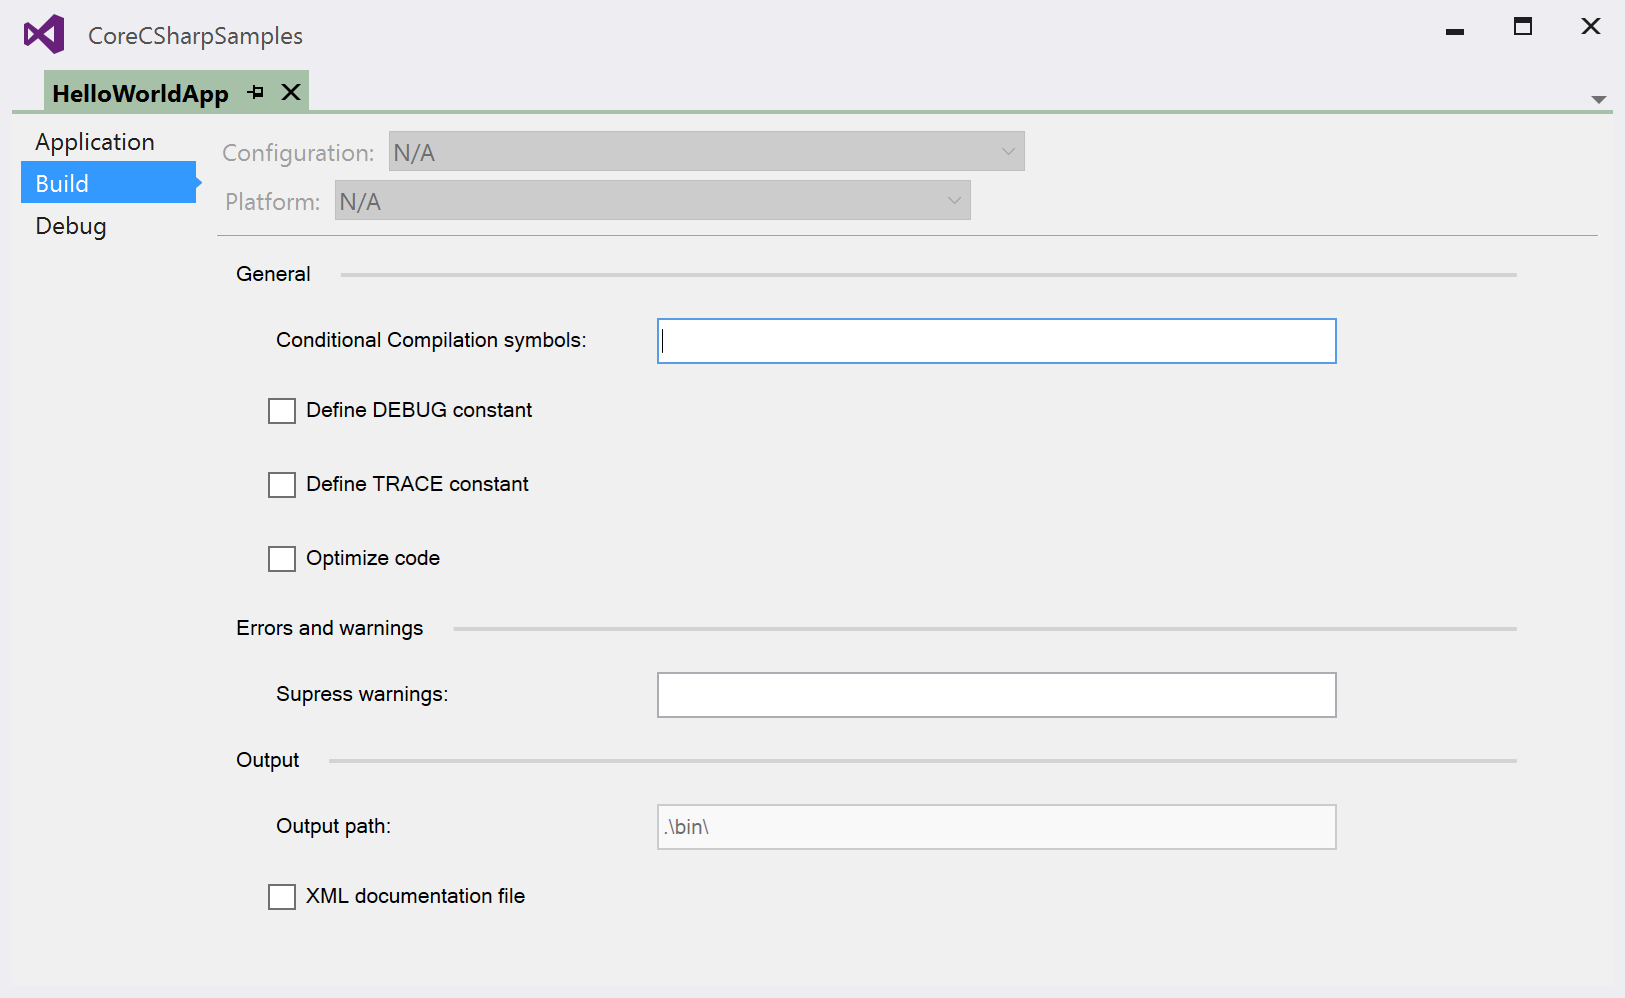 CoreCSharpSamples
HelloWorldApp
Application
Build
Debug
Configuration: N/A
Platform: N/A
General
Conditional Compilation symbols:
Define DEBUG constant
Define TRACE constant
Optimize code
Errors and warnings
Supress warnings:
Output
Output path: .\bin\
XML documentation file